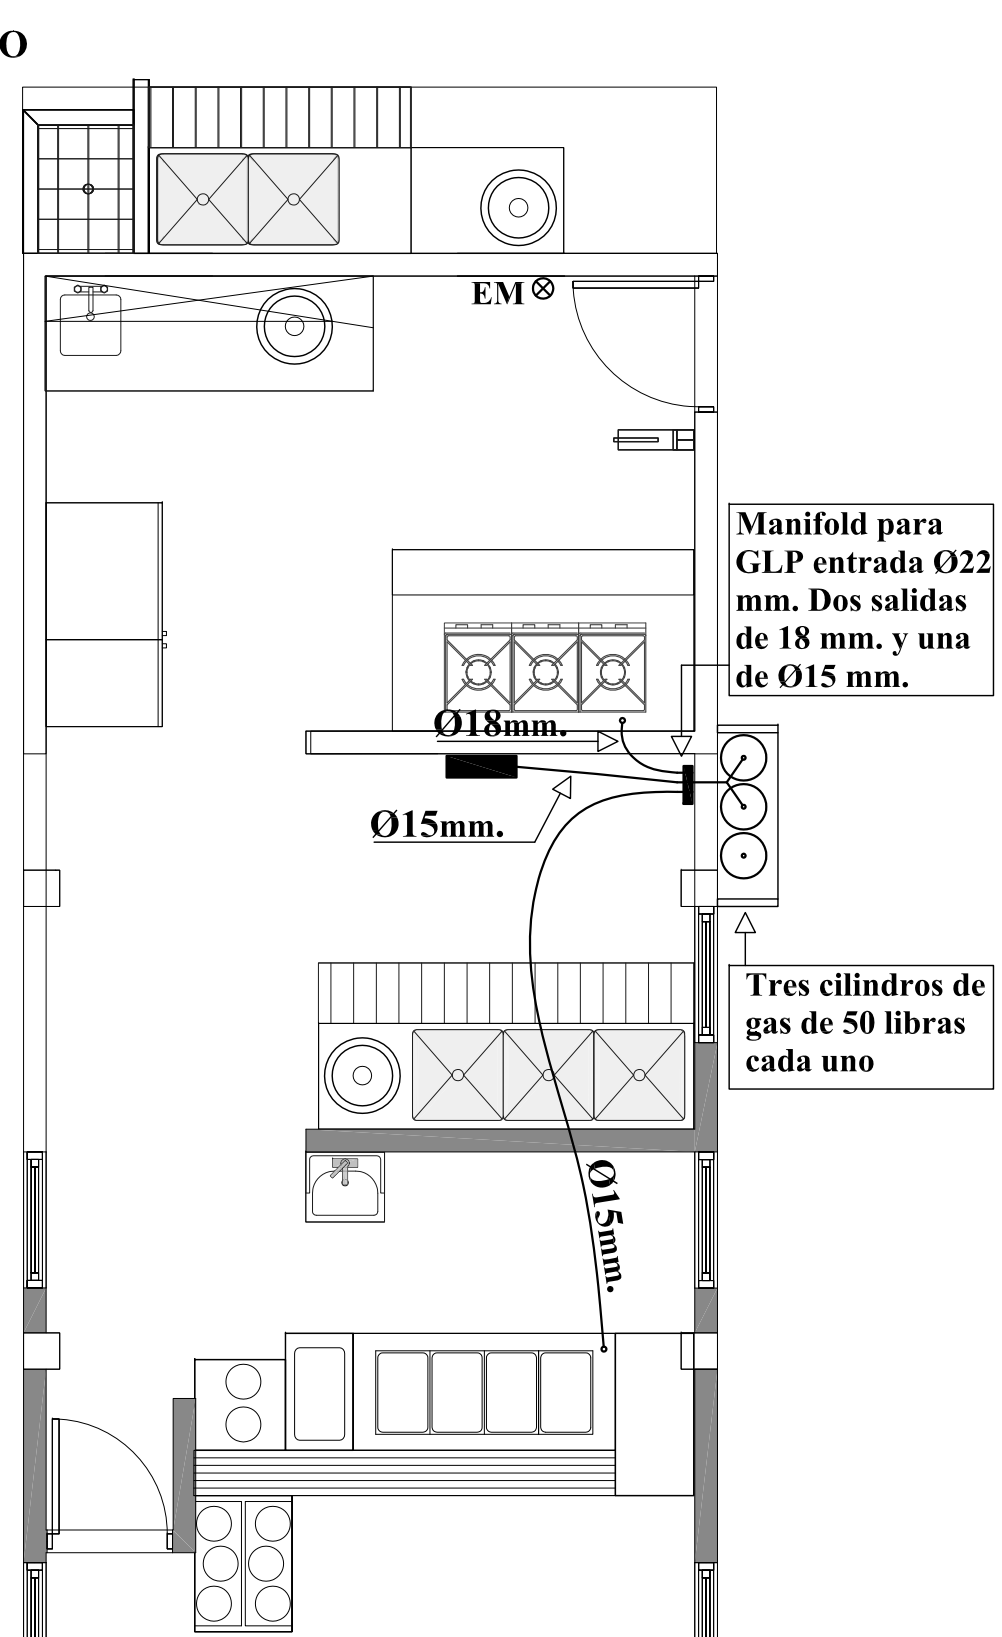 O
EM
Manifold para
GLP entrada Ø22
mm. Dos salidas
de 18 mm. y una
de Ø15 mm.
Ø18mm.
Ø15mm.
Tres cilindros de
gas de 50 libras
cada uno
Ø15mm.